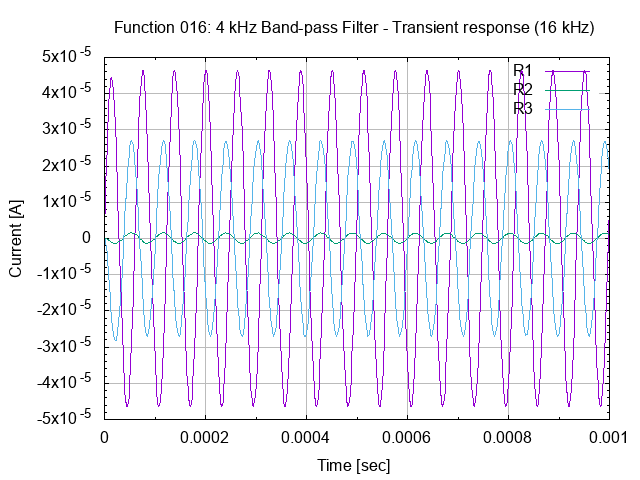 Function 016: 4 kHz Band-pass Filter - Transient response (16 kHz)
5x10^-5
4x10^-5
3x10^-5
2x10^-5
1x10^-5
0
-1x10^-5
-2x10^-5
-3x10^-5
-4x10^-5
-5x10^-5
Current [A]
R1
R2
R3
0 0.0002 0.0004 0.0006 0.0008 0.001
Time [sec]